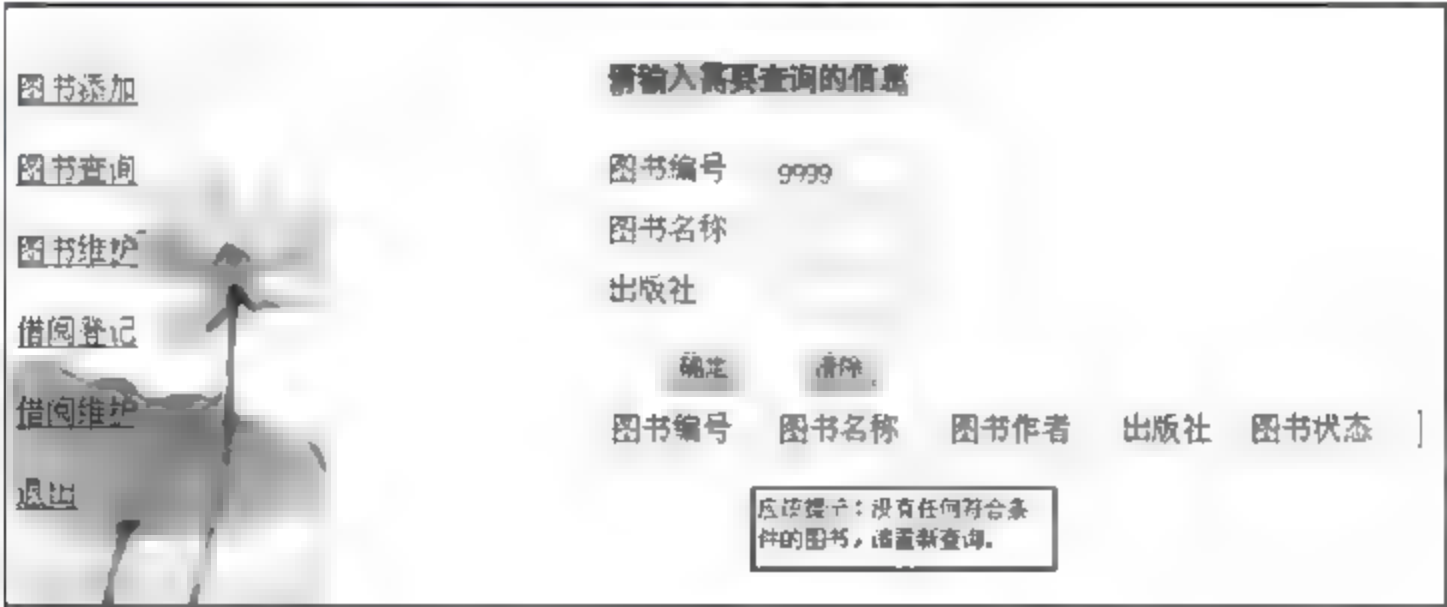 图书添加
图书查询
图书维护
借阅登记
借阅维护
退出
请输入需要查询的信息
图书编号 9999
图书名称
出版社
确定 清除
图书编号 图书名称 图书作者 出版社 图书状态
应该提示：没有任何符合条
件的图书，请重新查询。